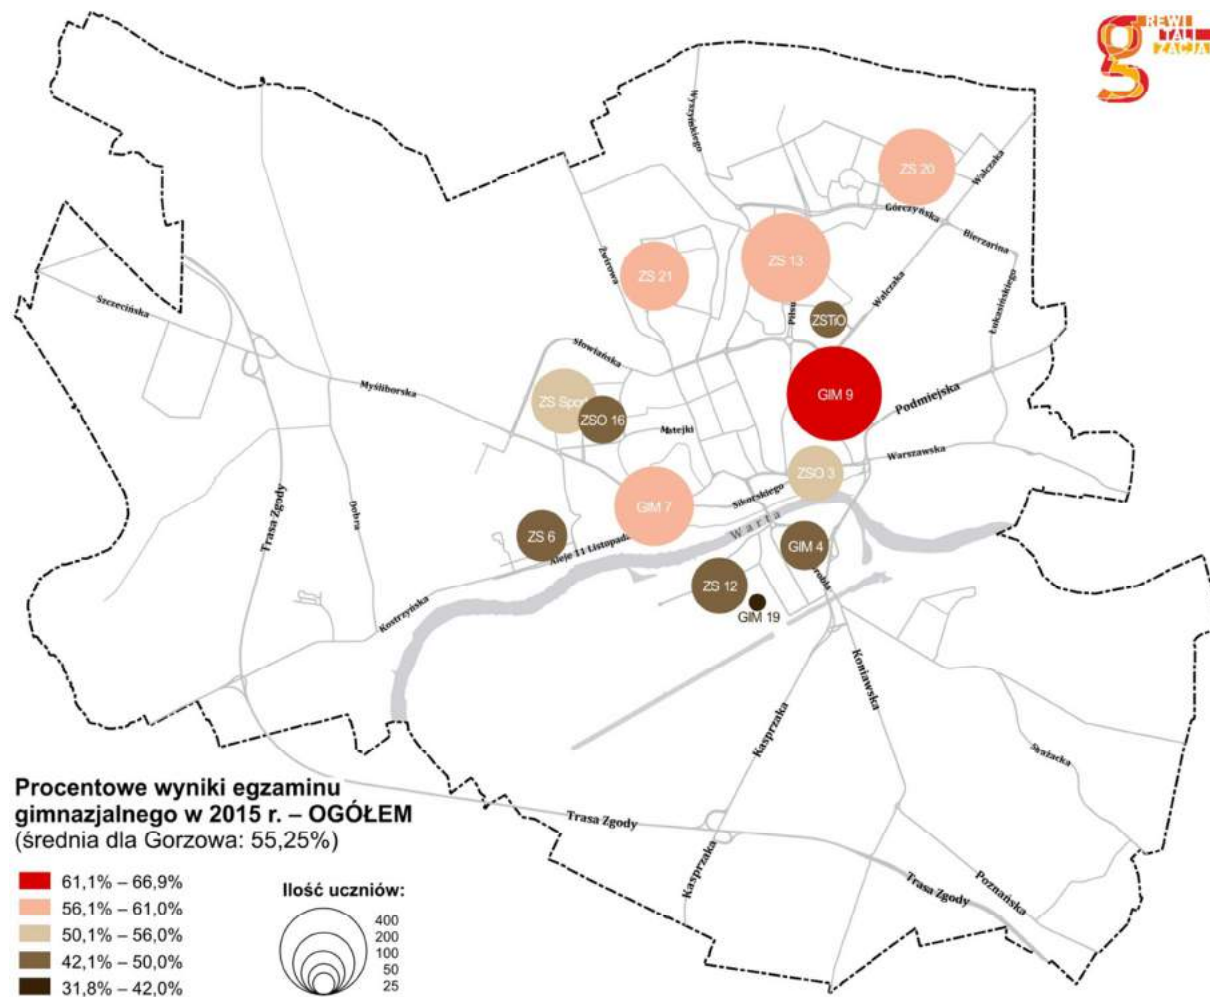 REWI
TALI
ZACJA
Wyszyńskiego
ZS 20
Walczaka
Górczyńska
Bierzarina
Żwirowa
ZS 21
ZS 13
Łukasińskiego
Walczaka
Szczecińska
Piłsu
ZSTiO
Słowiańska
Myśliborska
ZS Sport
ZSO 16
GIM 9
Podmiejska
Matejki
Warszawska
ZSO 3
Sikorskiego
GIM 7
Warta
Trasa Zgody
Dobra
ZS 6
Aleje 11 Listopada
GIM 4
robla
ZS 12
GIM 19
Kostrzyńska
Koniawska
Kasprzaka
Strażacka
Procentowe wyniki egzaminu
gimnazjalnego w 2015 r. – OGÓŁEM
(średnia dla Gorzowa: 55,25%)
Trasa Zgody
Kasprzaka
Trasa Zgody
Poznańska
61,1% – 66,9%
56,1% – 61,0%
50,1% – 56,0%
42,1% – 50,0%
31,8% – 42,0%
Ilość uczniów:
400
200
100
50
25